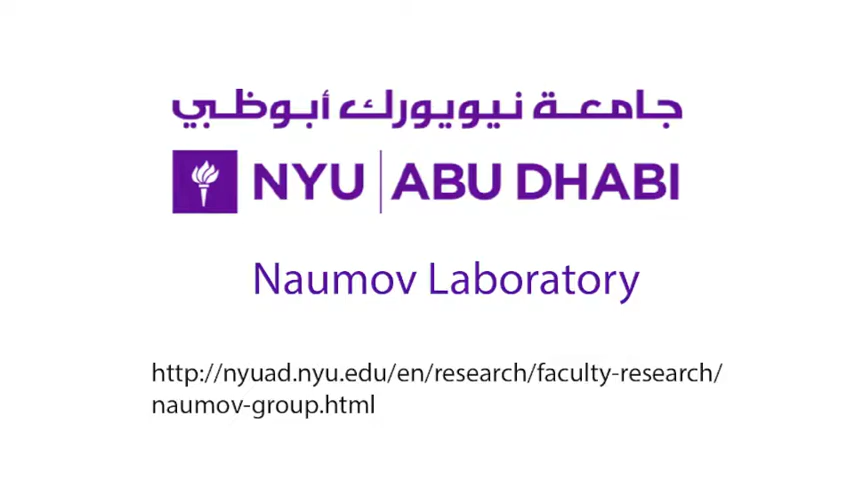 جامعة نيويورك أبوظبي
NYU ABU DHABI
Naumov Laboratory
http://nyuad.nyu.edu/en/research/faculty-research/
naumov-group.html